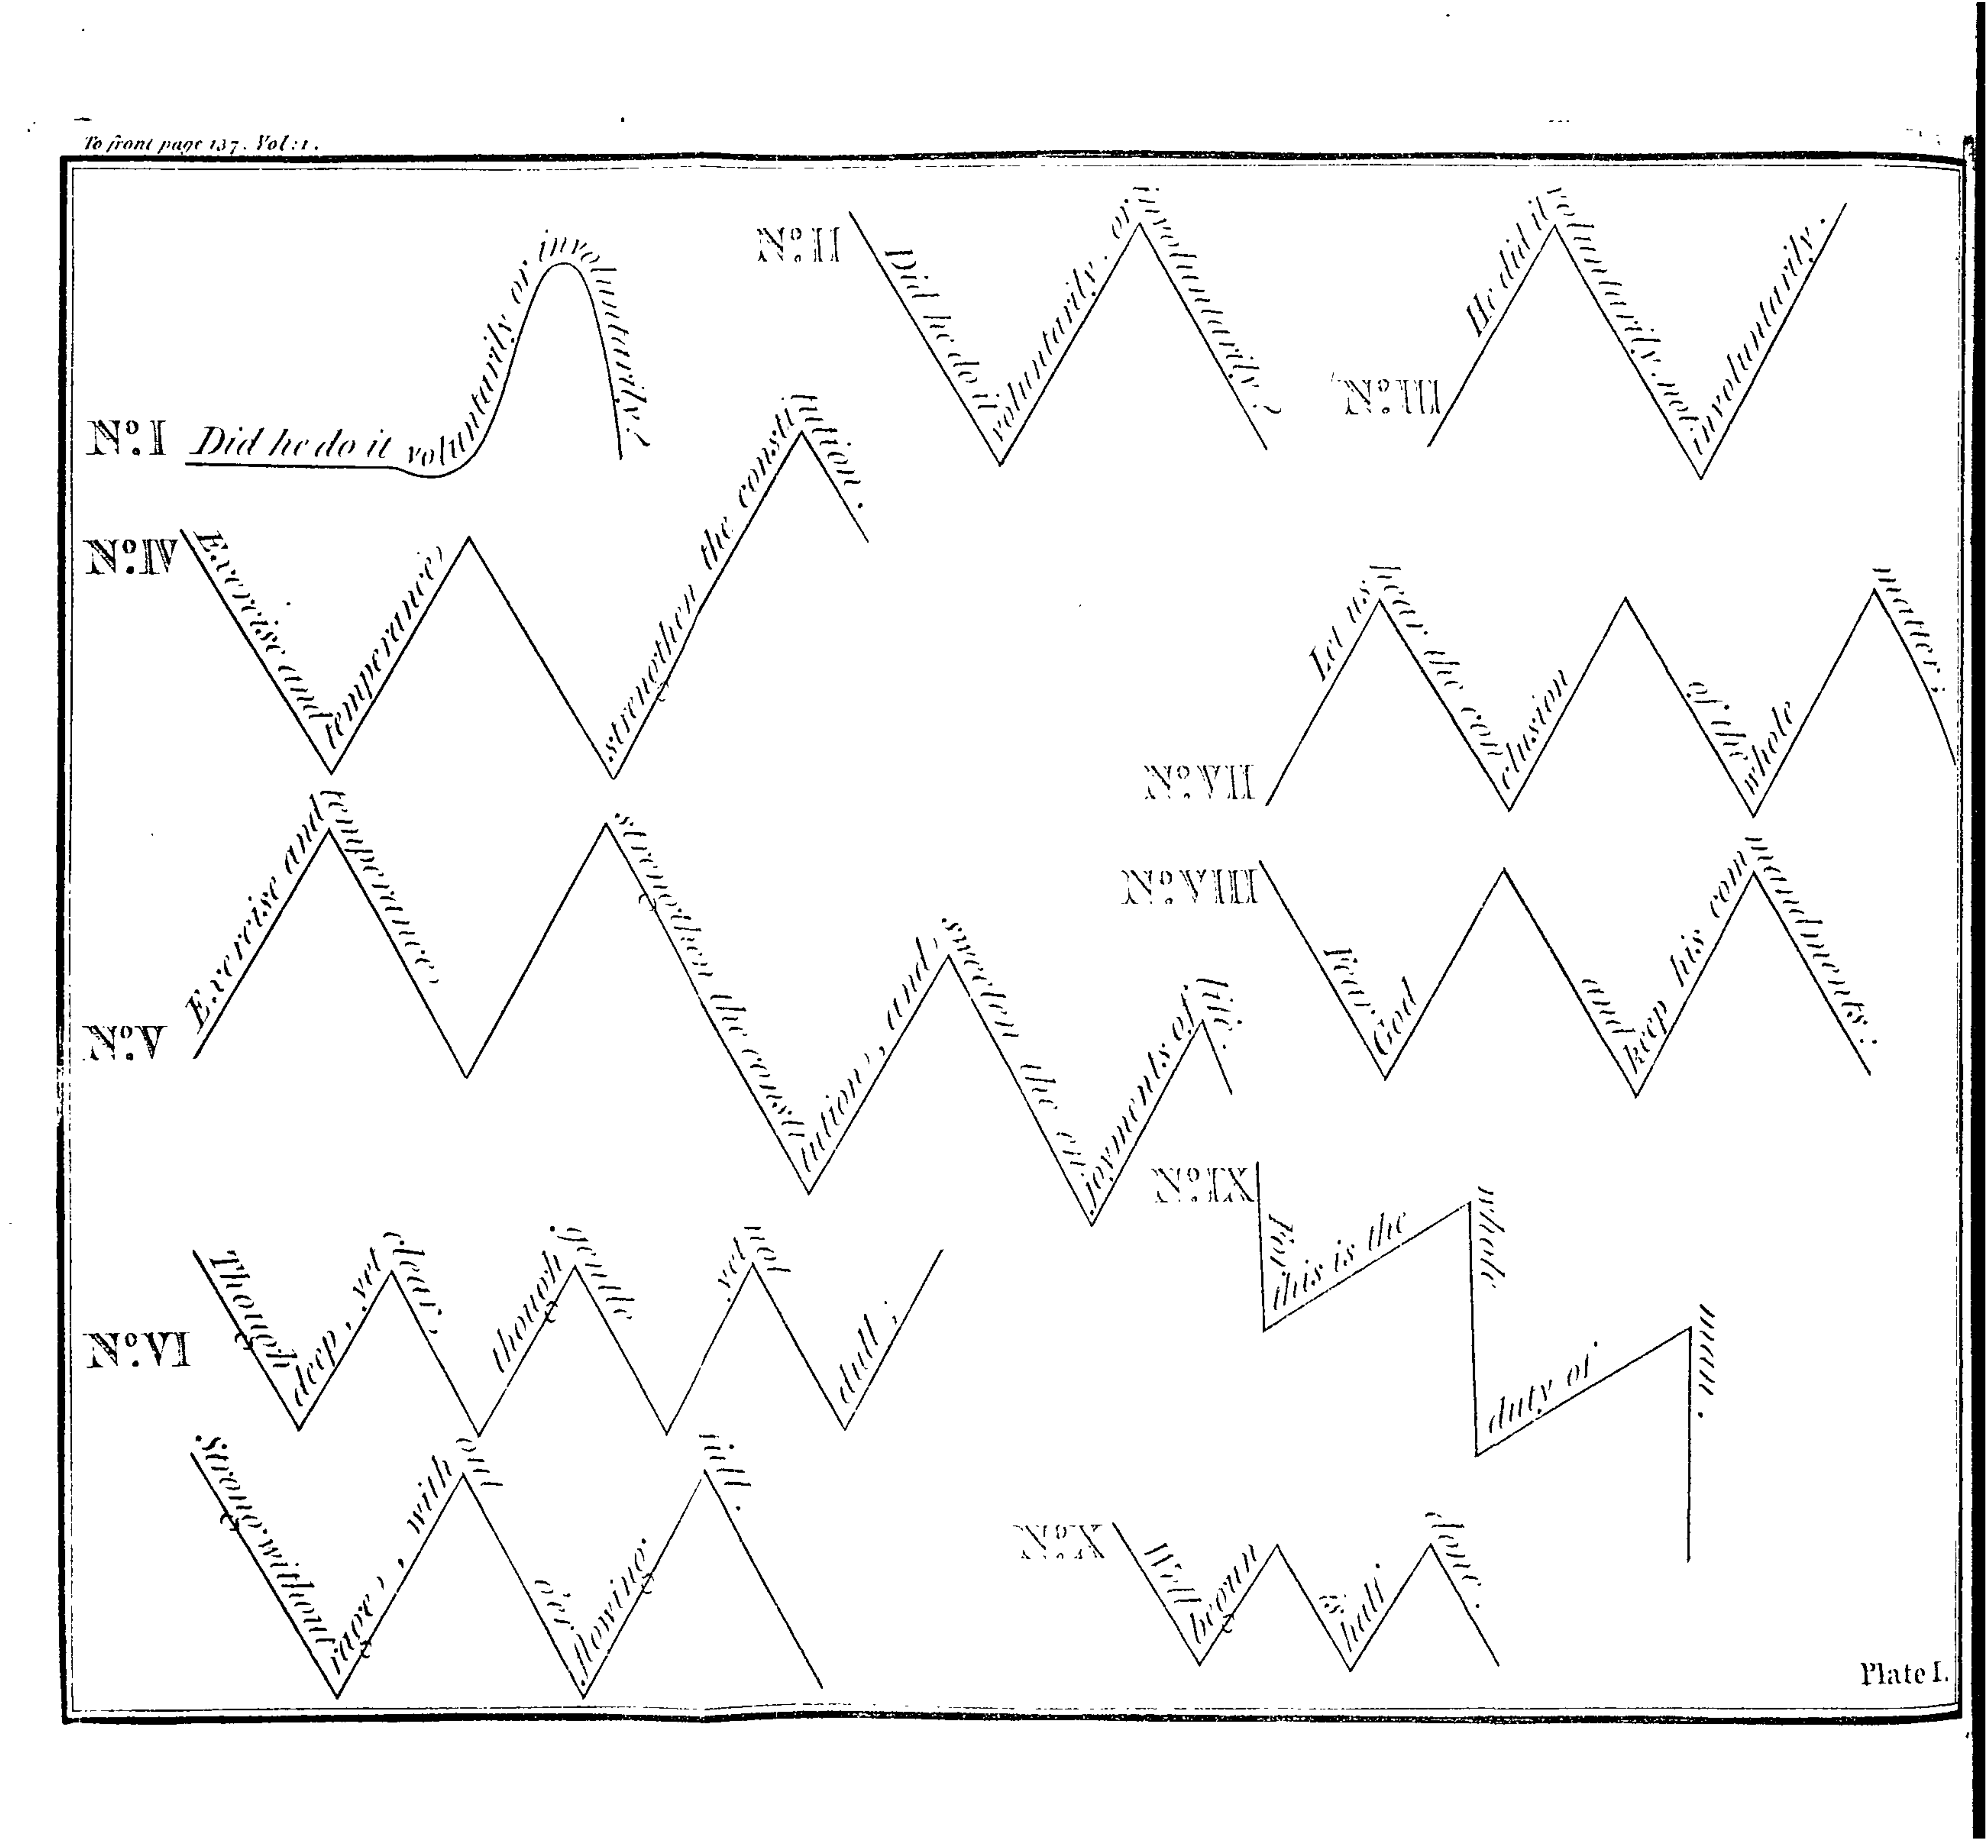 To front page 137. Vol: 1.
No. I Did he do it voluntarily or involuntarily?
No. II Did he do it voluntarily, or involuntarily?
No. III He did it voluntarily, not involuntarily.
No. IV Exercise and temperance, strengthen the constitution.
No. V Exercise and temperance, strengthen the constitution, and sweeten the enjoyments of life.
No. VI Though deep, yet clear, though gentle yet not dull;
Strong without rage, without o'erflowing full.
No. VII Let us hear the conclusion of the whole matter;
No. VIII Fear God and keep his commandments:
No. IX For this is the whole duty of man.
No. X Well begun is half done.
Plate I.